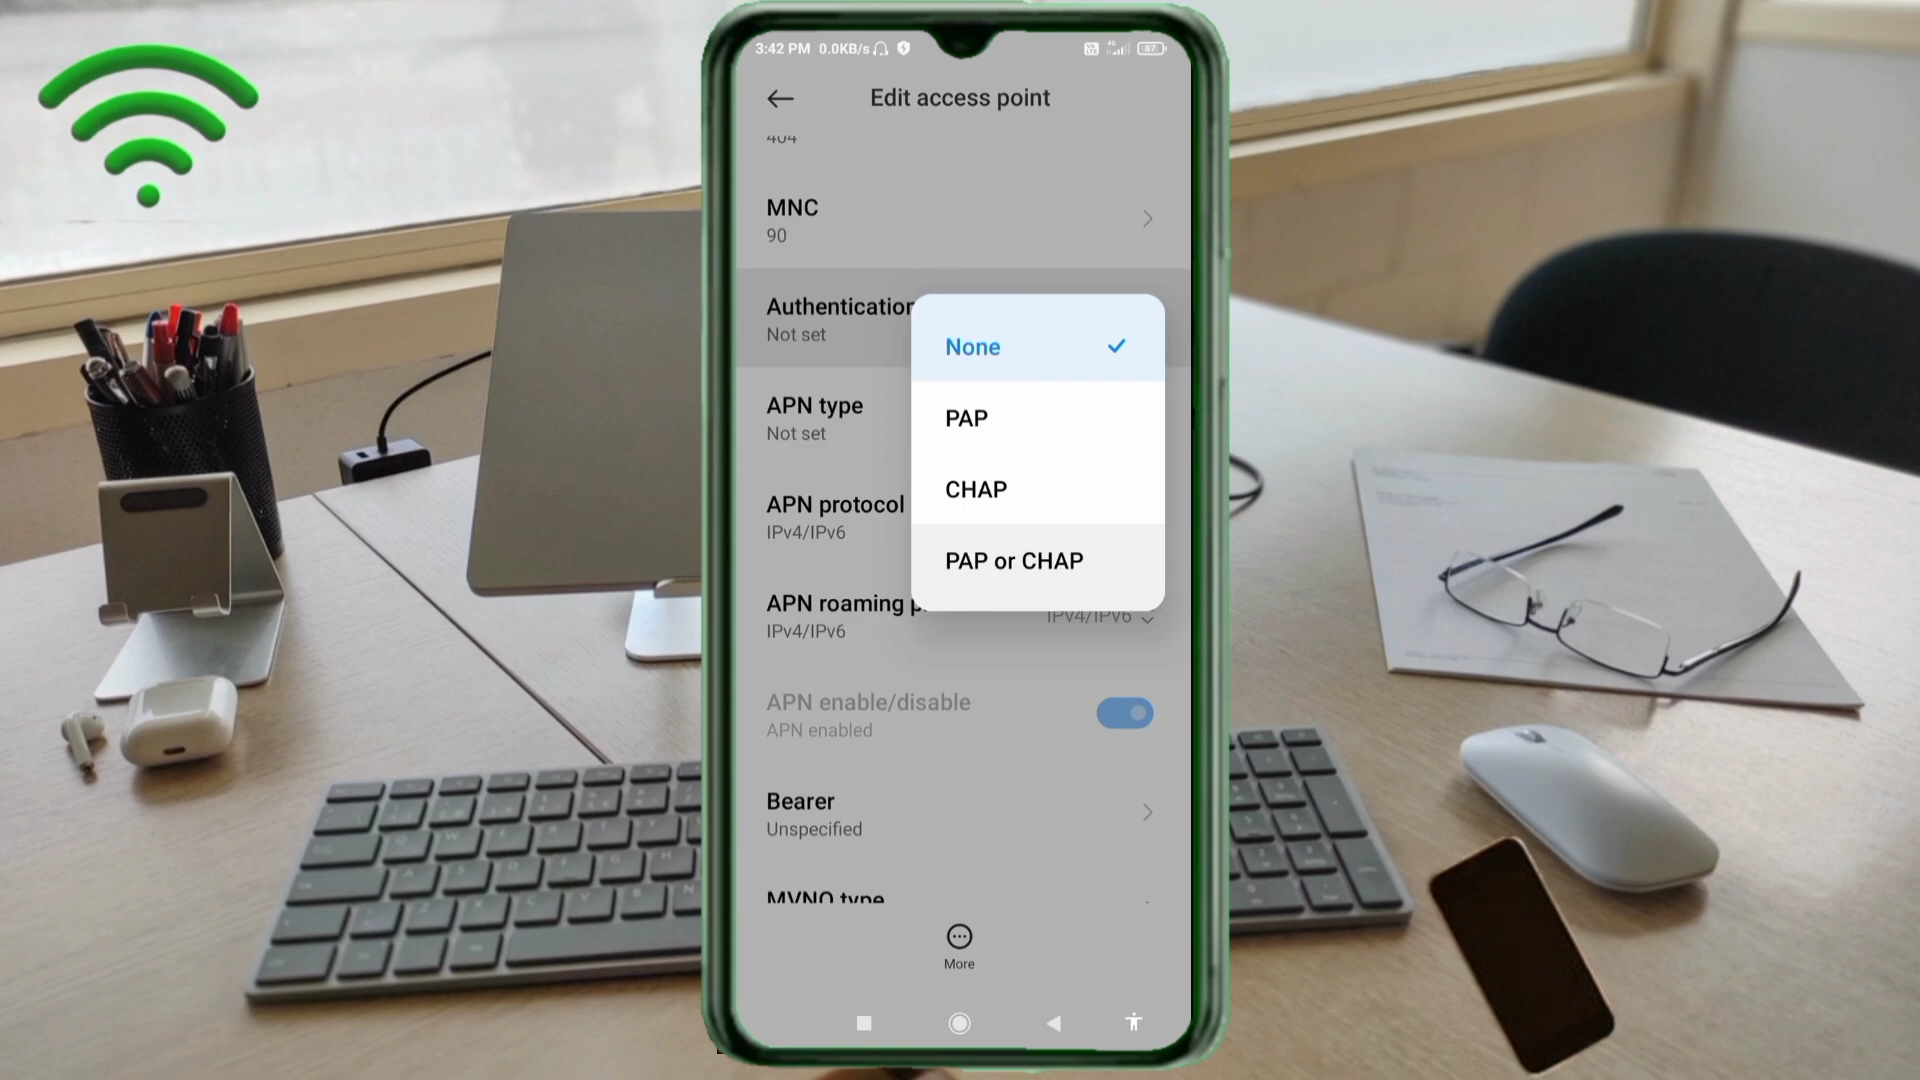 3:42 PM 0.0KB/s
4G
87
Edit access point
404
MNC
90
Authentication
Not set
None
PAP
CHAP
PAP or CHAP
APN type
Not set
APN protocol
IPv4/IPv6
APN roaming p
IPv4/IPv6
IPv4/IPv6
APN enable/disable
APN enabled
Bearer
Unspecified
MVNO type
More